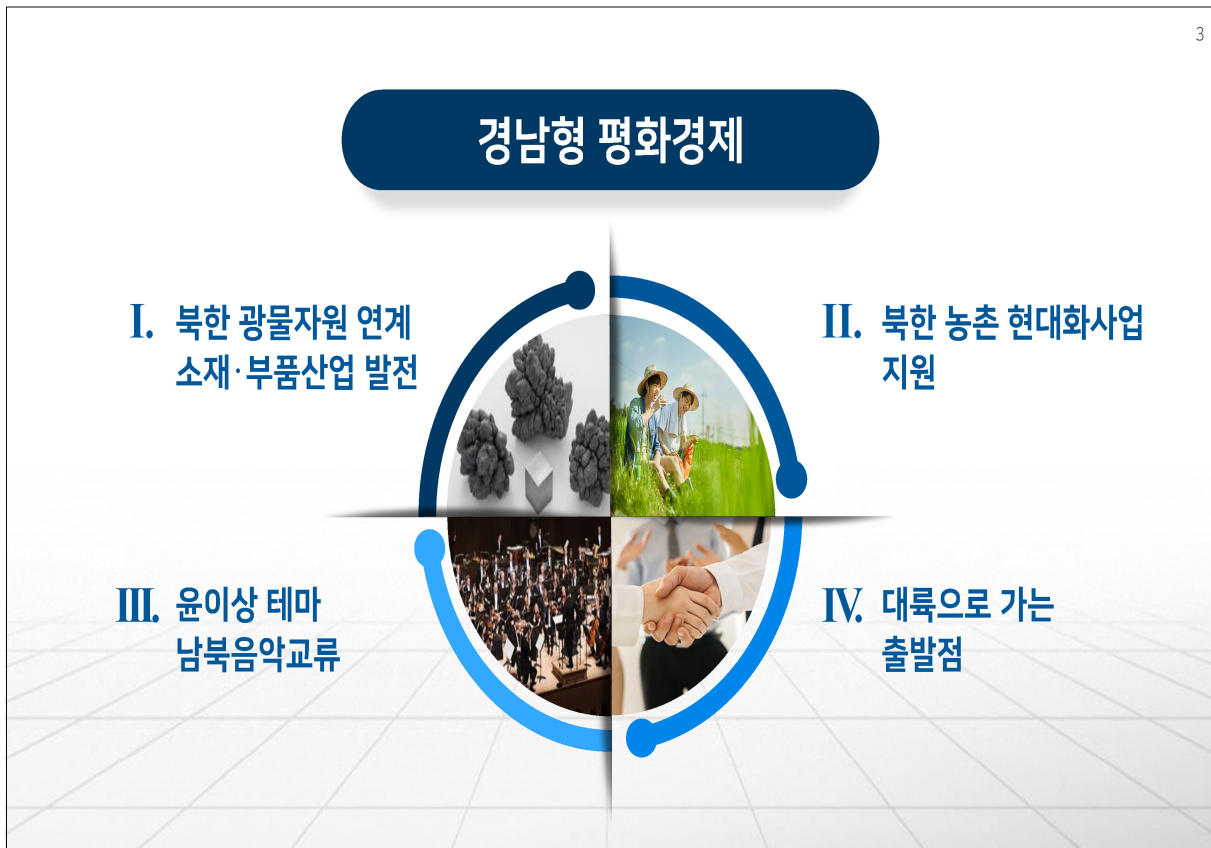 3
경남형 평화경제
I. 북한 광물자원 연계
소재·부품산업 발전
II. 북한 농촌 현대화사업
지원
III. 윤이상 테마
남북음악교류
IV. 대륙으로 가는
출발점